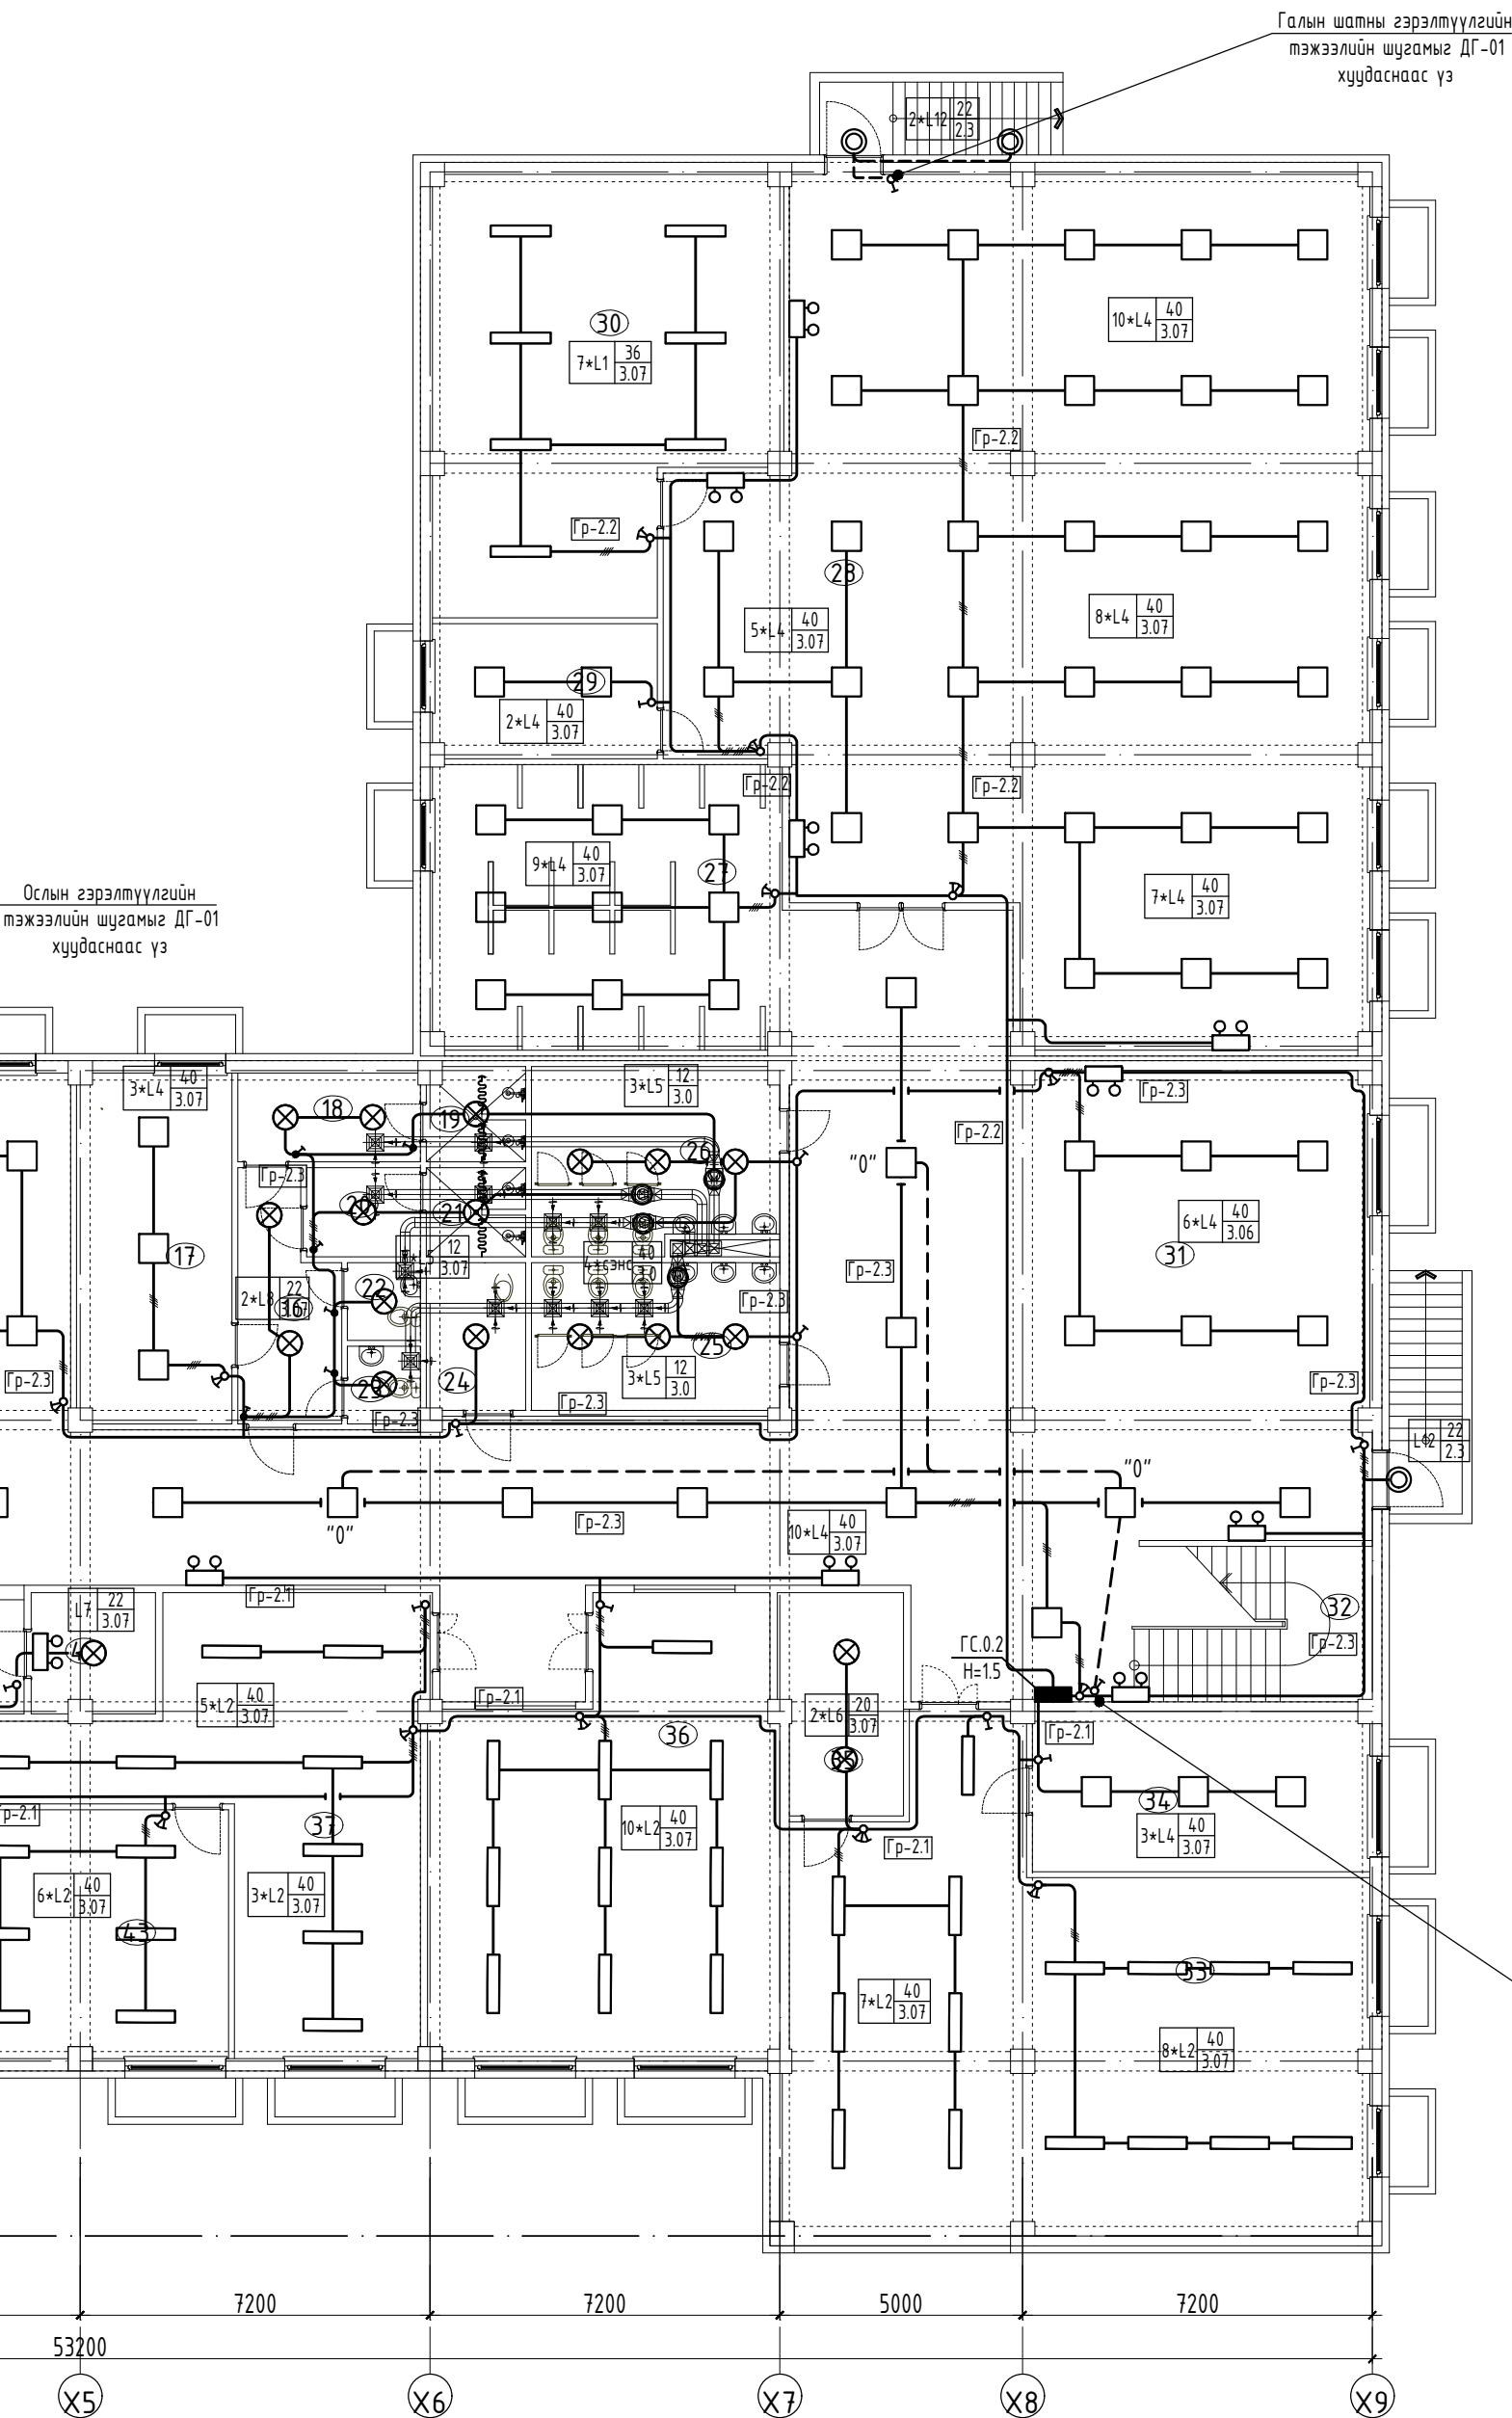 Галын шатны гэрэлтүүлгийн
тэжээлийн шугамыг ДГ-01
хуудаснаас үз
2*L12 22 2.3
30
7*L1 36 3.07
10*L4 40 3.07
Гр-2.2
Гр-2.2
28
5*L4 40 3.07
8*L4 40 3.07
29
2*L4 40 3.07
Гр-2.2
Гр-2.2
9*L4 40 3.07
27
7*L4 40 3.07
Ослын гэрэлтүүлгийн
тэжээлийн шугамыг ДГ-01
хуудаснаас үз
3*L4 40 3.07
18
19
3*L5 12 3.0
Гр-2.3
Гр-2.2
26
"0"
Гр-2.3
20
21
6*L4 40 3.06
31
17
12 3.07
4*сэнс 40 3.0
Гр-2.3
22
2*L8 22 3.07
16
Гр-2.3
25
24
23
3*L5 12 3.0
Гр-2.3
Гр-2.3
Гр-2.3
Гр-2.3
L12 22 2.3
"0"
"0"
Гр-2.3
10*L4 40 3.07
Гр-2.1
L7 22 3.07
32
Гр-2.3
ГС.0.2
H=1.5
Гр-2.1
5*L2 40 3.07
2*L6 20 3.07
36
Гр-2.1
35
34
37
10*L2 40 3.07
3*L4 40 3.07
Гр-2.1
6*L2 40 3.07
3*L2 40 3.07
43
33
7*L2 40 3.07
8*L2 40 3.07
7200
7200
5000
7200
53200
X5
X6
X7
X8
X9